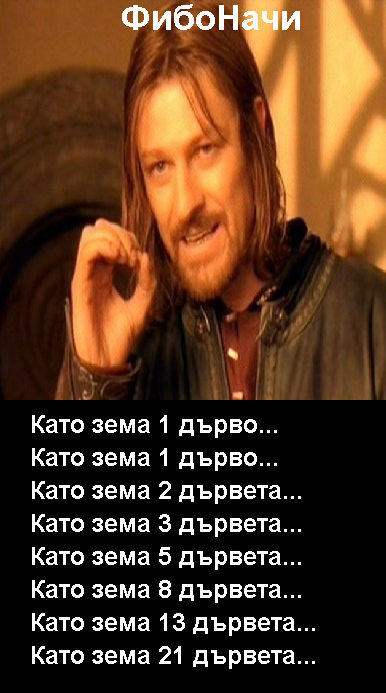 ФибоНачи
Като зема 1 дърво...
Като зема 1 дърво...
Като зема 2 дървета...
Като зема 3 дървета...
Като зема 5 дървета...
Като зема 8 дървета...
Като зема 13 дървета...
Като зема 21 дървета...